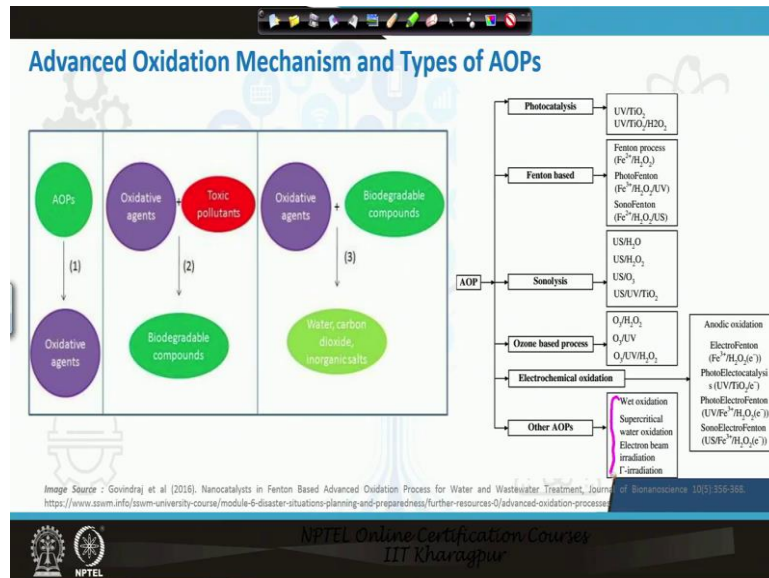 Advanced Oxidation Mechanism and Types of AOPs
AOPs
(1)
Oxidative
agents
Oxidative
agents
+
Toxic
pollutants
(2)
Biodegradable
compounds
Oxidative
agents
+
Biodegradable
compounds
(3)
Water, carbon
dioxide,
inorganic salts
AOP
Photocatalysis
UV/TiO₂
UV/TiO₂/H2O₂
Fenton based
Fenton process
(Fe²⁺/H₂O₂)
PhotoFenton
(Fe³⁺/H₂O₂/UV)
SonoFenton
(Fe²⁺/H₂O₂/US)
Sonolysis
US/H₂O
US/H₂O₂
US/O₃
US/UV/TiO₂
Ozone based process
O₃/H₂O₂
O₃/UV
O₃/UV/H₂O₂
Electrochemical oxidation
Anodic oxidation
ElectroFenton
(Fe³⁺/H₂O₂(e⁻))
PhotoElectocatalysi
s (UV/TiO₂/e⁻)
PhotoElectroFenton
(UV/Fe³⁺/H₂O₂(e⁻))
SonoElectroFenton
(US/Fe³⁺/H₂O₂(e⁻))
Other AOPs
Wet oxidation
Supercritical
water oxidation
Electron beam
irradiation
Γ-irradiation
Image Source : Govindraj et al (2016). Nanocatalysts in Fenton Based Advanced Oxidation Process for Water and Wastewater Treatment, Journal of Bionanoscience 10(5):356-368.
https://www.sswm.info/sswm-university-course/module-6-disaster-situations-planning-and-preparedness/further-resources-0/advanced-oxidation-processes
NPTEL Online Certification Courses
IIT Kharagpur
NPTEL